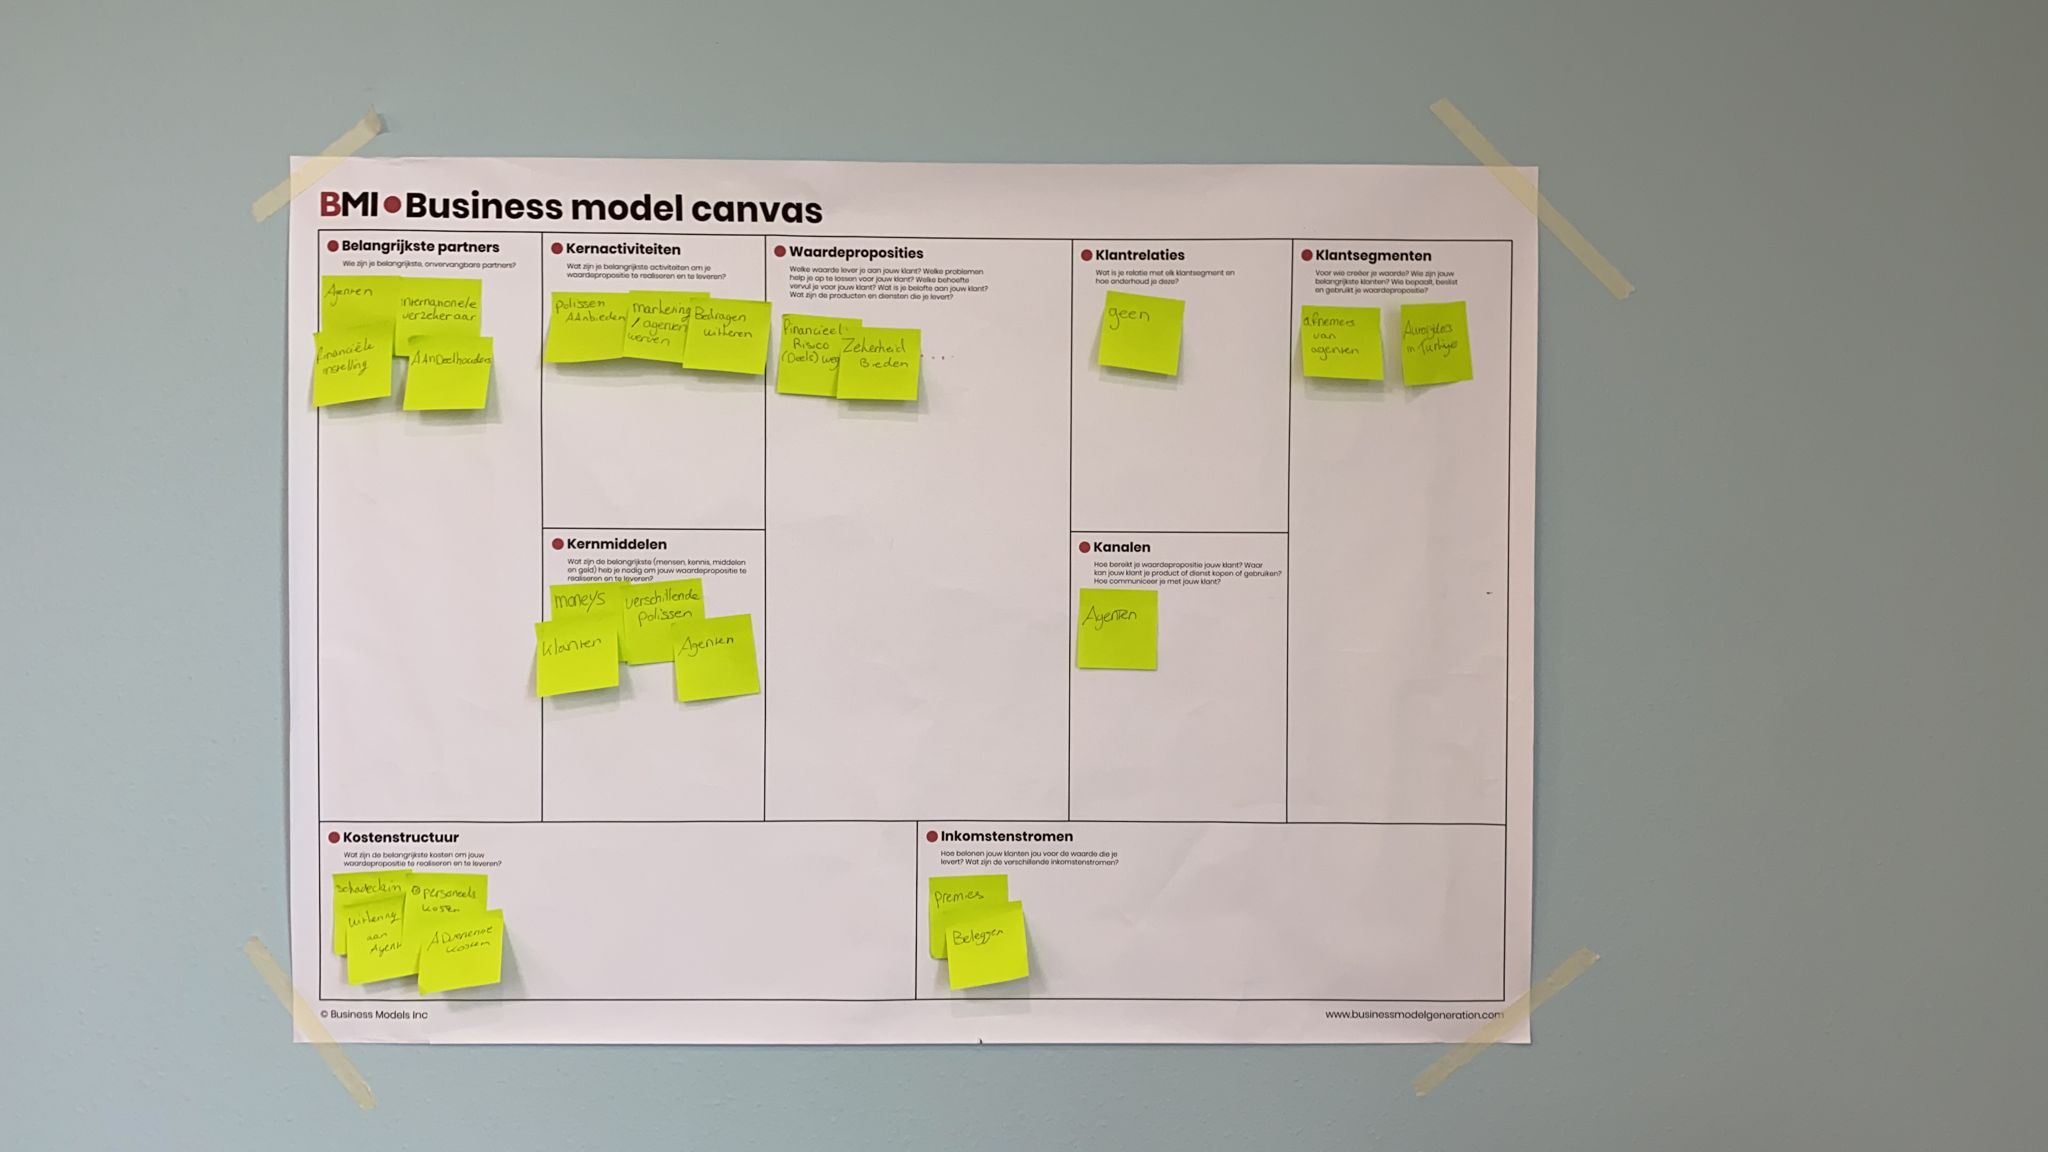 BMI Business model canvas
Belangrijkste partners
Wie zijn je belangrijkste, onvervangbare partners?
Agenten
internationele
verzekeraar
financiële
instelling
AAnDeelhouders
Kernactiviteiten
Wat zijn je belangrijkste activiteiten om je
waardepropositie te realiseren en te leveren?
polissen
AAnbieden
marketing
/ agenten
werven
Bedragen
uitkeren
Kernmiddelen
Wat zijn de belangrijkste (mensen, kennis, middelen
en geld) heb je nodig om jouw waardepropositie te
realiseren en te leveren?
moneys
verschillende
polissen
klanten
Agenten
Waardeproposities
Welke waarde lever je aan jouw klant? Welke problemen
help je op te lossen voor jouw klant? Welke behoefte
vervul je voor jouw klant? Wat is je belofte aan jouw klant?
Wat zijn de producten en diensten die je levert?
financieel
Risico
(Deels) weg
Zekerheid
Bieden
Klantrelaties
Wat is je relatie met elk klantsegment en
hoe onderhoud je deze?
geen
Kanalen
Hoe bereikt je waardepropositie jouw klant? Waar
kan jouw klant je product of dienst kopen of gebruiken?
Hoe communiceer je met jouw klant?
Agenten
Klantsegmenten
Voor wie creëer je waarde? Wie zijn jouw
belangrijkste klanten? Wie bepaalt, beslist
en gebruikt je waardepropositie?
afnemers
van
agenten
in Turkije
Kostenstructuur
Wat zijn de belangrijkste kosten om jouw
waardepropositie te realiseren en te leveren?
schadeclaim
personeels
kosten
uitkering
aan
Agent
kosten
Inkomstenstromen
Hoe belonen jouw klanten jou voor de waarde die je
levert? Wat zijn de verschillende inkomstenstromen?
premies
Beleggen
© Business Models Inc
www.businessmodelgeneration.com